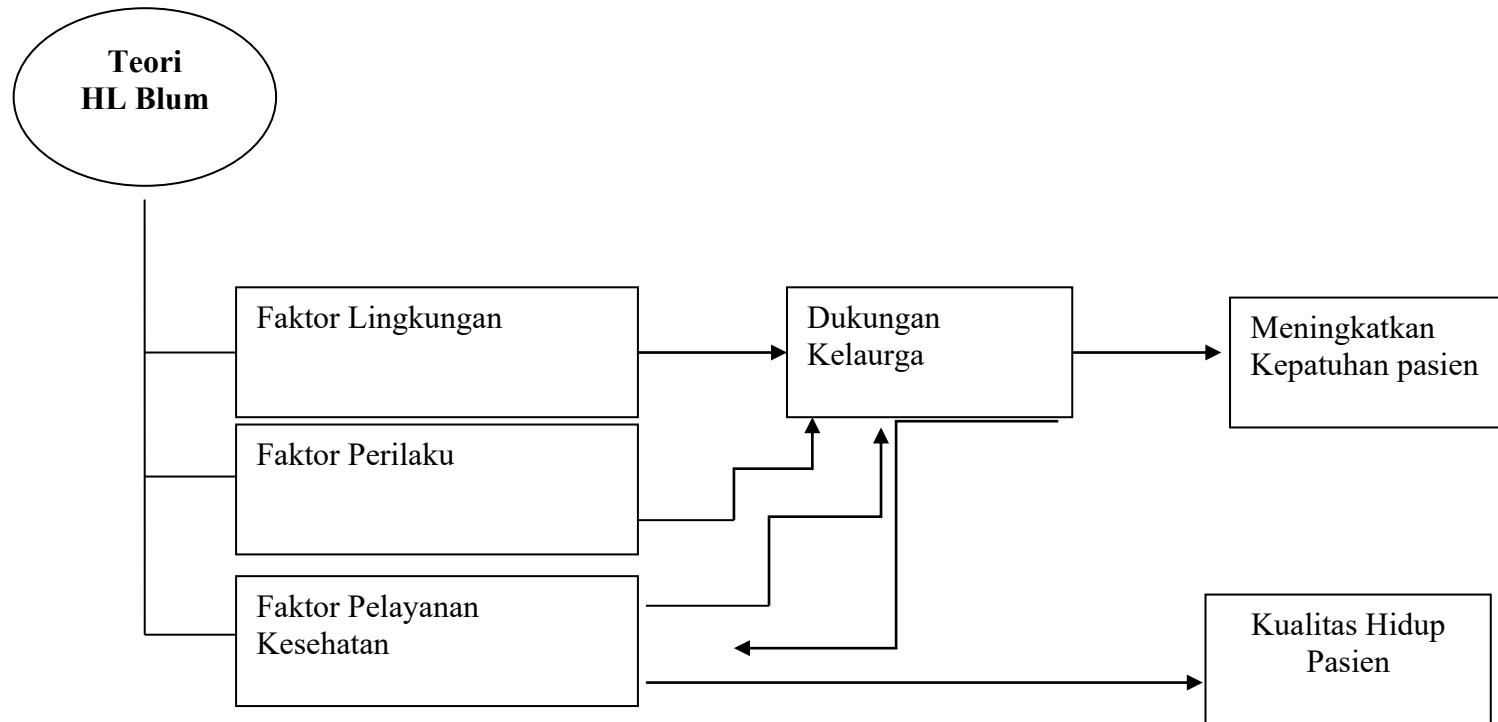 Teori
HL Blum
Faktor Lingkungan
Dukungan
Kelaurga
Meningkatkan
Kepatuhan pasien
Faktor Perilaku
Faktor Pelayanan
Kesehatan
Kualitas Hidup
Pasien